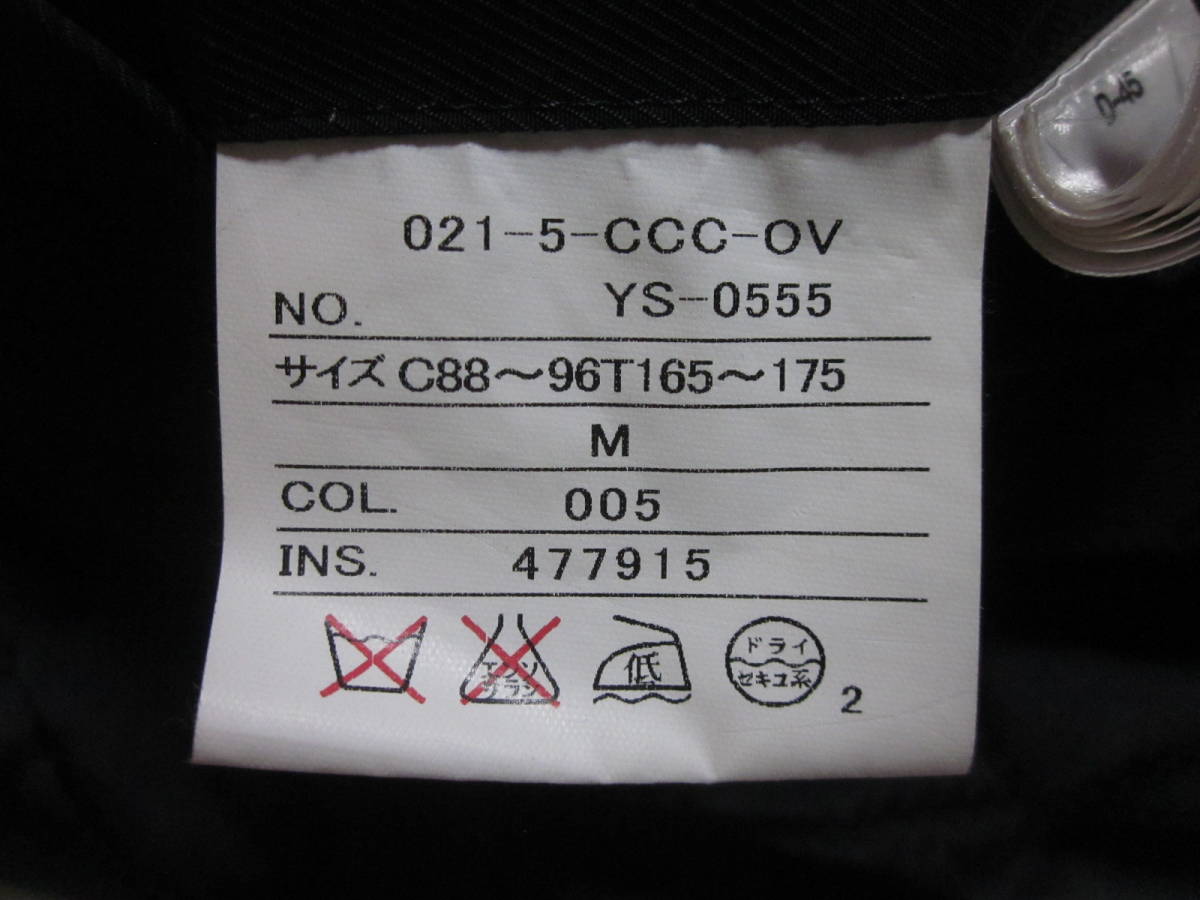 021-5-CCC-OV
NO. YS-0555
サイズ C88～96T165～175
M
COL. 005
INS. 477915
エンソ
サラシ
低
ドライ
セキユ系
2
0-45